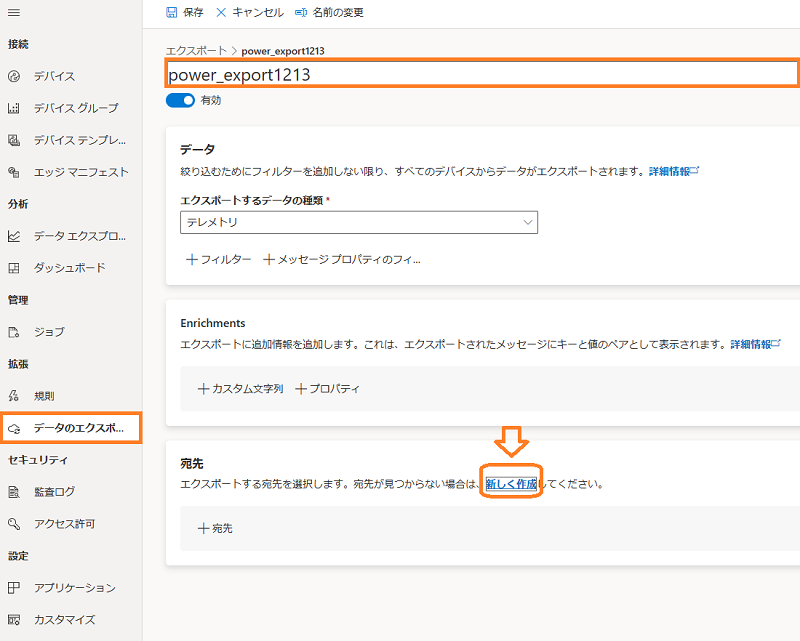 保存 キャンセル 名前の変更
接続
デバイス
デバイス グループ
デバイス テンプレ...
エッジ マニフェスト
分析
データ エクスプロ...
ダッシュボード
管理
ジョブ
拡張
規則
データのエクスポ...
セキュリティ
監査ログ
アクセス許可
設定
アプリケーション
カスタマイズ
エクスポート > power_export1213
power_export1213
有効
データ
絞り込むためにフィルターを追加しない限り、すべてのデバイスからデータがエクスポートされます。詳細情報
エクスポートするデータの種類 *
テレメトリ
+ フィルター + メッセージ プロパティのフィ...
Enrichments
エクスポートに追加情報を追加します。これは、エクスポートされたメッセージにキーと値のペアとして表示されます。詳細情報
+ カスタム文字列 + プロパティ
宛先
エクスポートする宛先を選択します。宛先が見つからない場合は、新しく作成してください。
+ 宛先